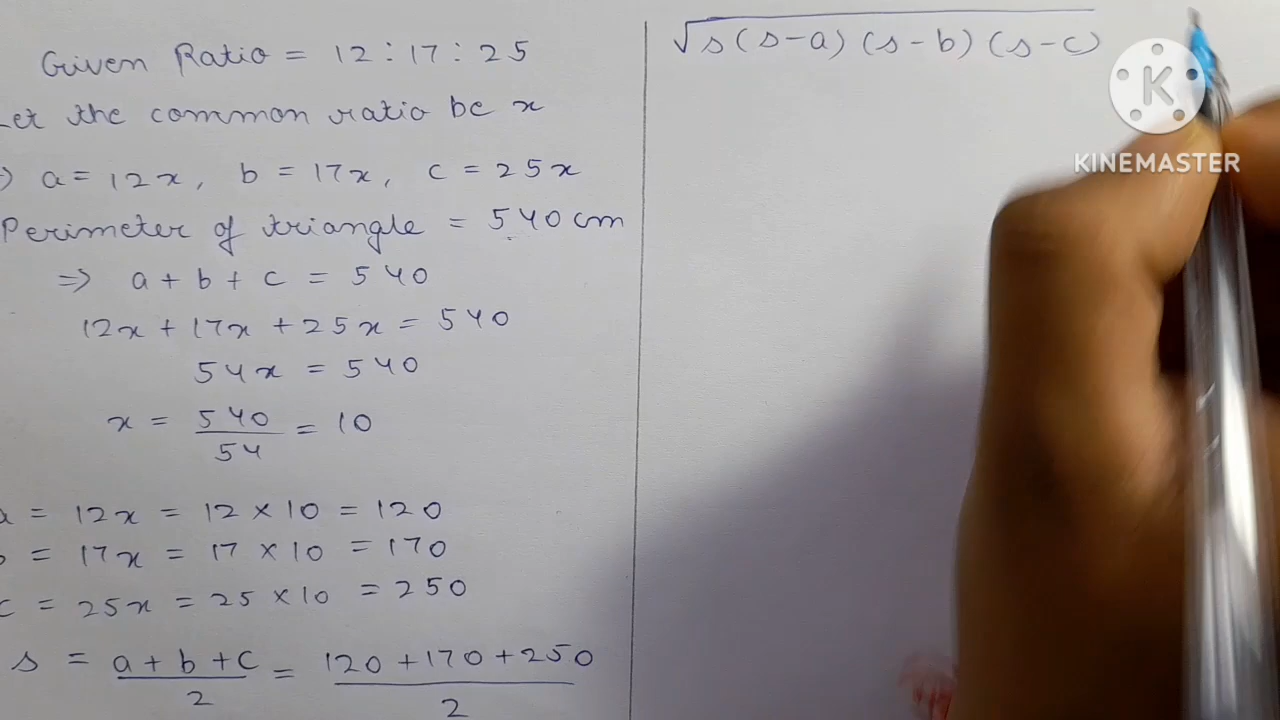 Given Ratio = 12 : 17 : 25
Let the common ratio be x
⇒ a = 12x, b = 17x, c = 25x
Perimeter of triangle = 540 cm
⇒ a + b + c = 540
12x + 17x + 25x = 540
54x = 540
x = 540/54 = 10
a = 12x = 12 × 10 = 120
b = 17x = 17 × 10 = 170
c = 25x = 25 × 10 = 250
s = (a + b + c)/2 = (120 + 170 + 250)/2
√s(s-a)(s-b)(s-c)
K
KINEMASTER